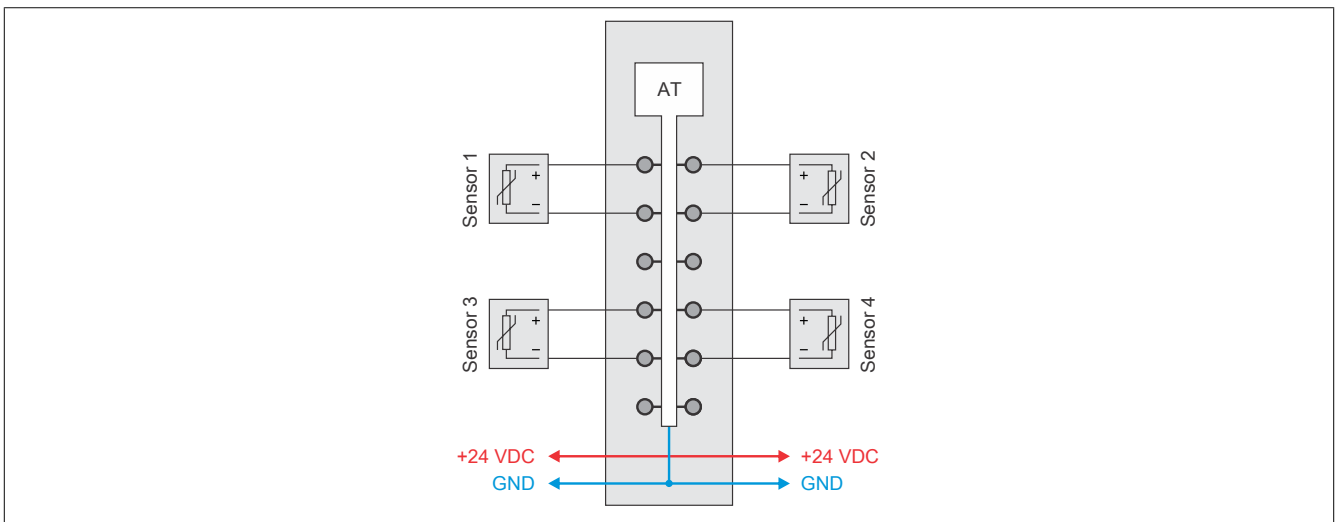 AT
Sensor 1
+
−
Sensor 2
+
−
Sensor 3
+
−
Sensor 4
+
−
+24 VDC
+24 VDC
GND
GND